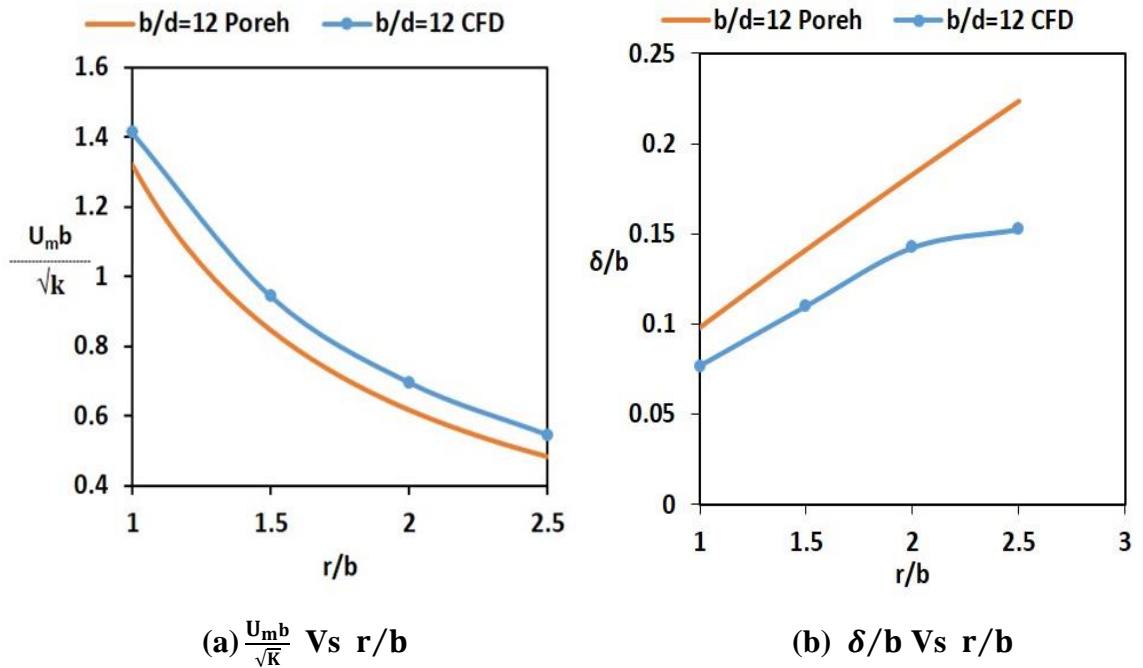 b/d=12 Poreh b/d=12 CFD
1.6
1.4
1.2
1
0.8
0.6
0.4
Uₘb
√k
1 1.5 2 2.5
r/b
b/d=12 Poreh b/d=12 CFD
0.25
0.2
0.15
0.1
0.05
0
δ/b
1 1.5 2 2.5 3
r/b
(a) Uₘb/√K Vs r/b
(b) δ/b Vs r/b